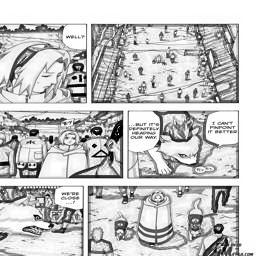 WELL?
I CAN'T
PINPOINT
IT BETTER
...BUT IT'S
DEFINITELY
HEADING
OUR WAY.
WE'RE
CLOSE
...?